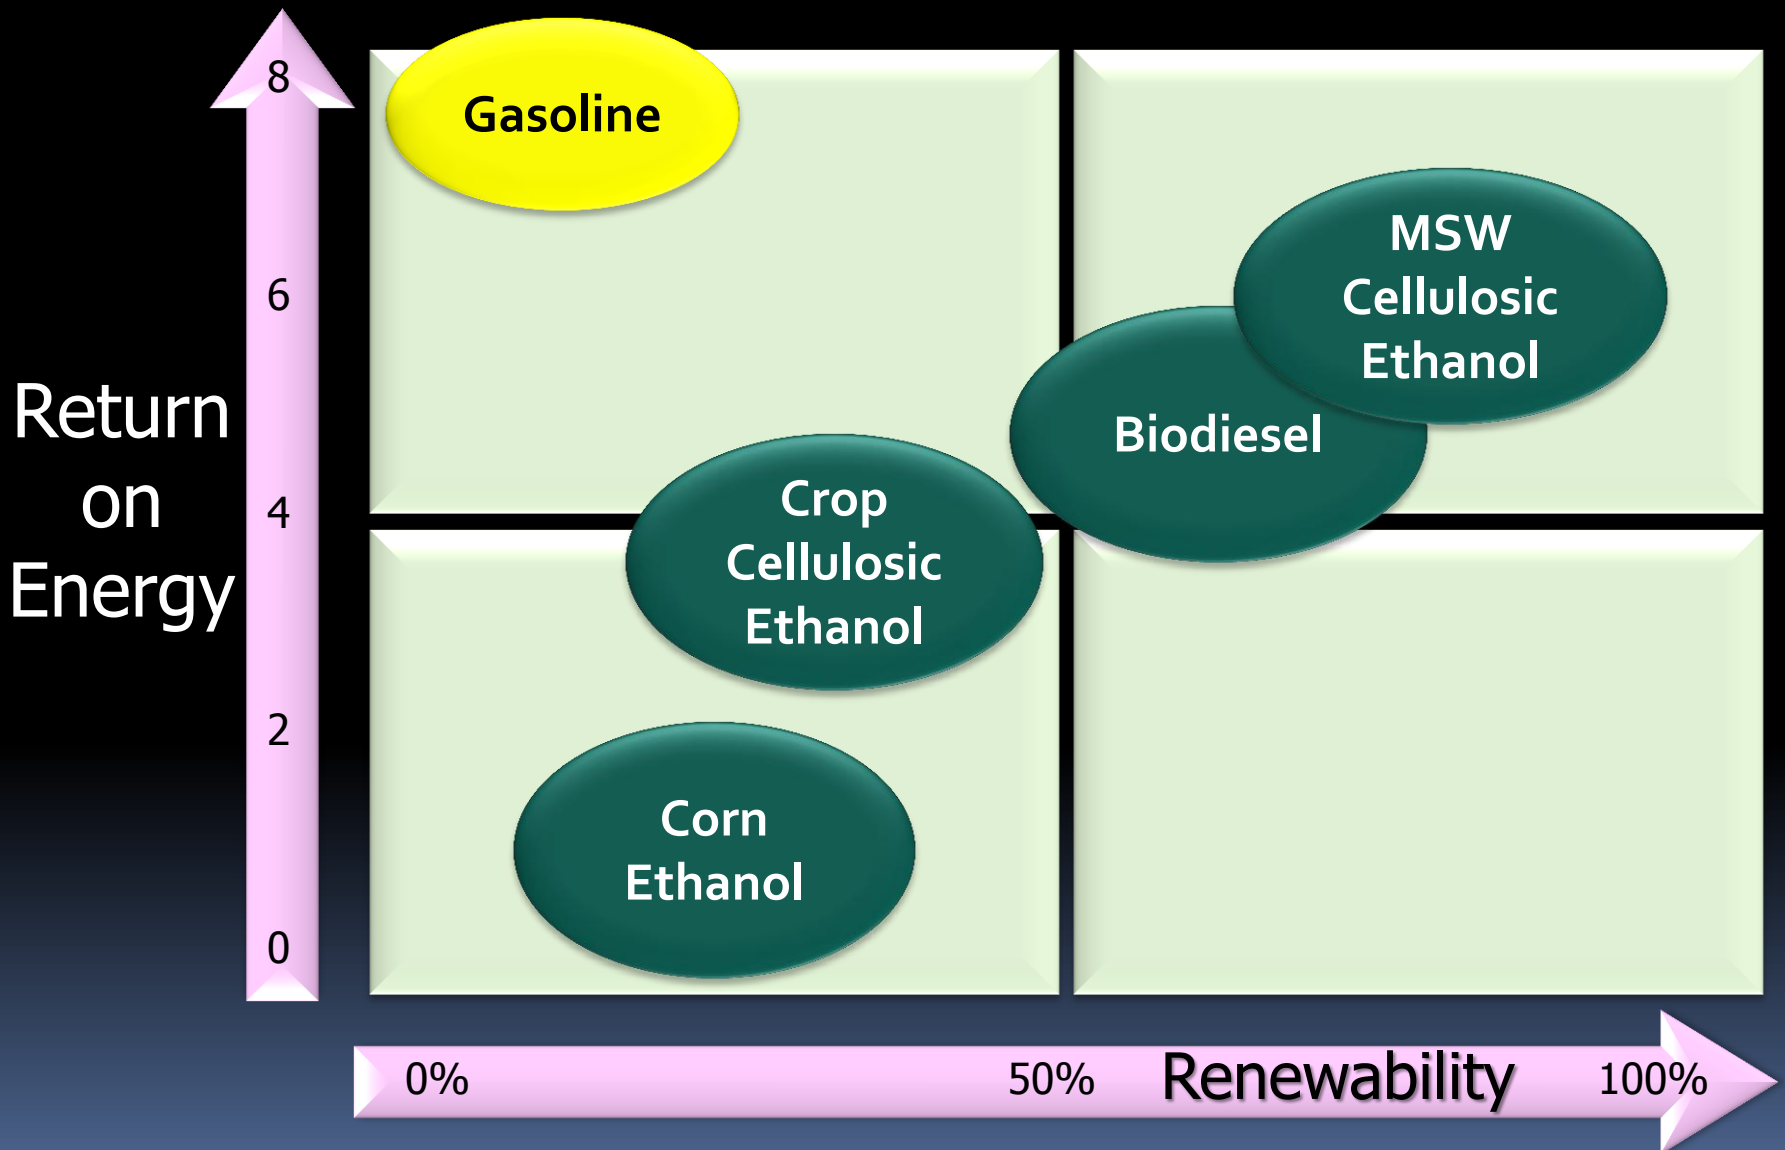 8
Gasoline
MSW
Cellulosic
Ethanol
6
Return
on
Energy
Biodiesel
4
Crop
Cellulosic
Ethanol
2
Corn
Ethanol
0
0%
50%
Renewability
100%